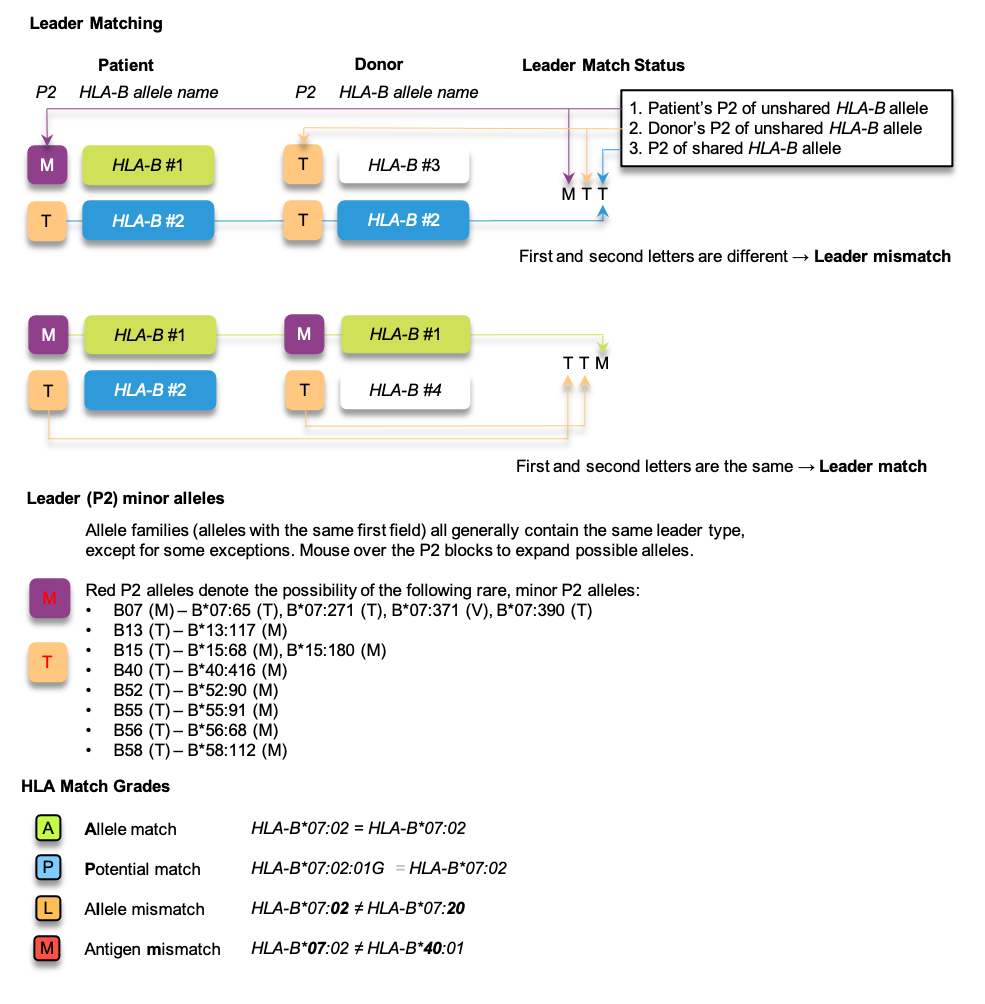 Leader Matching
Patient Donor Leader Match Status
P2 HLA-B allele name P2 HLA-B allele name
1. Patient's P2 of unshared HLA-B allele
2. Donor's P2 of unshared HLA-B allele
3. P2 of shared HLA-B allele
M HLA-B #1 T HLA-B #3
M T T
T HLA-B #2 T HLA-B #2
First and second letters are different → Leader mismatch
M HLA-B #1 M HLA-B #1
T T M
T HLA-B #2 T HLA-B #4
First and second letters are the same → Leader match
Leader (P2) minor alleles
Allele families (alleles with the same first field) all generally contain the same leader type,
except for some exceptions. Mouse over the P2 blocks to expand possible alleles.
M Red P2 alleles denote the possibility of the following rare, minor P2 alleles:
• B07 (M) – B*07:65 (T), B*07:271 (T), B*07:371 (V), B*07:390 (T)
• B13 (T) – B*13:117 (M)
• B15 (T) – B*15:68 (M), B*15:180 (M)
T
• B40 (T) – B*40:416 (M)
• B52 (T) – B*52:90 (M)
• B55 (T) – B*55:91 (M)
• B56 (T) – B*56:68 (M)
• B58 (T) – B*58:112 (M)
HLA Match Grades
A Allele match HLA-B*07:02 = HLA-B*07:02
P Potential match HLA-B*07:02:01G = HLA-B*07:02
L Allele mismatch HLA-B*07:02 ≠ HLA-B*07:20
M Antigen mismatch HLA-B*07:02 ≠ HLA-B*40:01